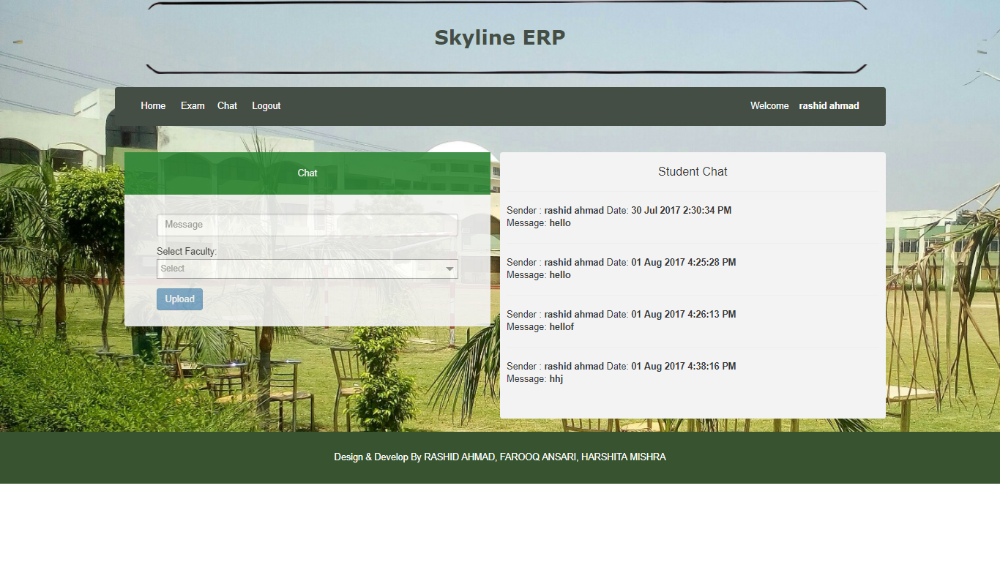 Skyline ERP
Home Exam Chat Logout Welcome rashid ahmad
Chat
Message
Select Faculty:
Select
Upload
Student Chat
Sender : rashid ahmad Date: 30 Jul 2017 2:30:34 PM
Message: hello
Sender : rashid ahmad Date: 01 Aug 2017 4:25:28 PM
Message: hello
Sender : rashid ahmad Date: 01 Aug 2017 4:26:13 PM
Message: hellof
Sender : rashid ahmad Date: 01 Aug 2017 4:38:16 PM
Message: hhj
Design & Develop By RASHID AHMAD, FAROOQ ANSARI, HARSHITA MISHRA